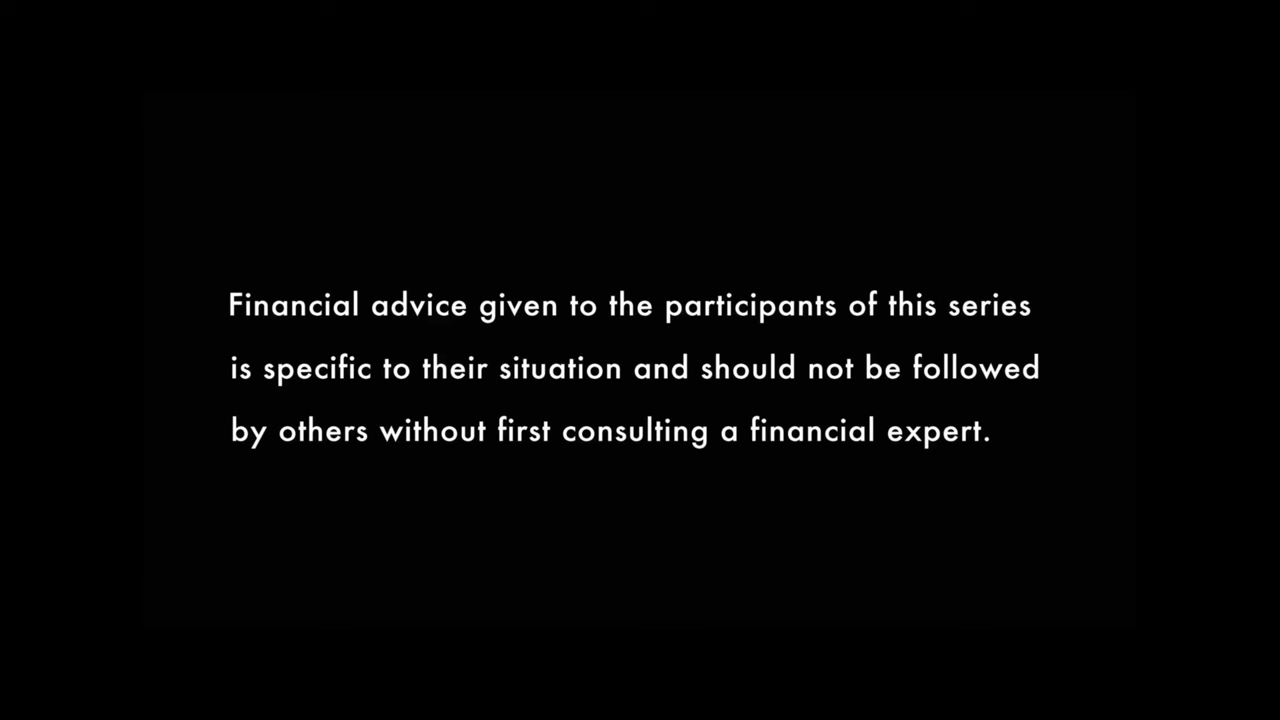 Financial advice given to the participants of this series
is specific to their situation and should not be followed
by others without first consulting a financial expert.